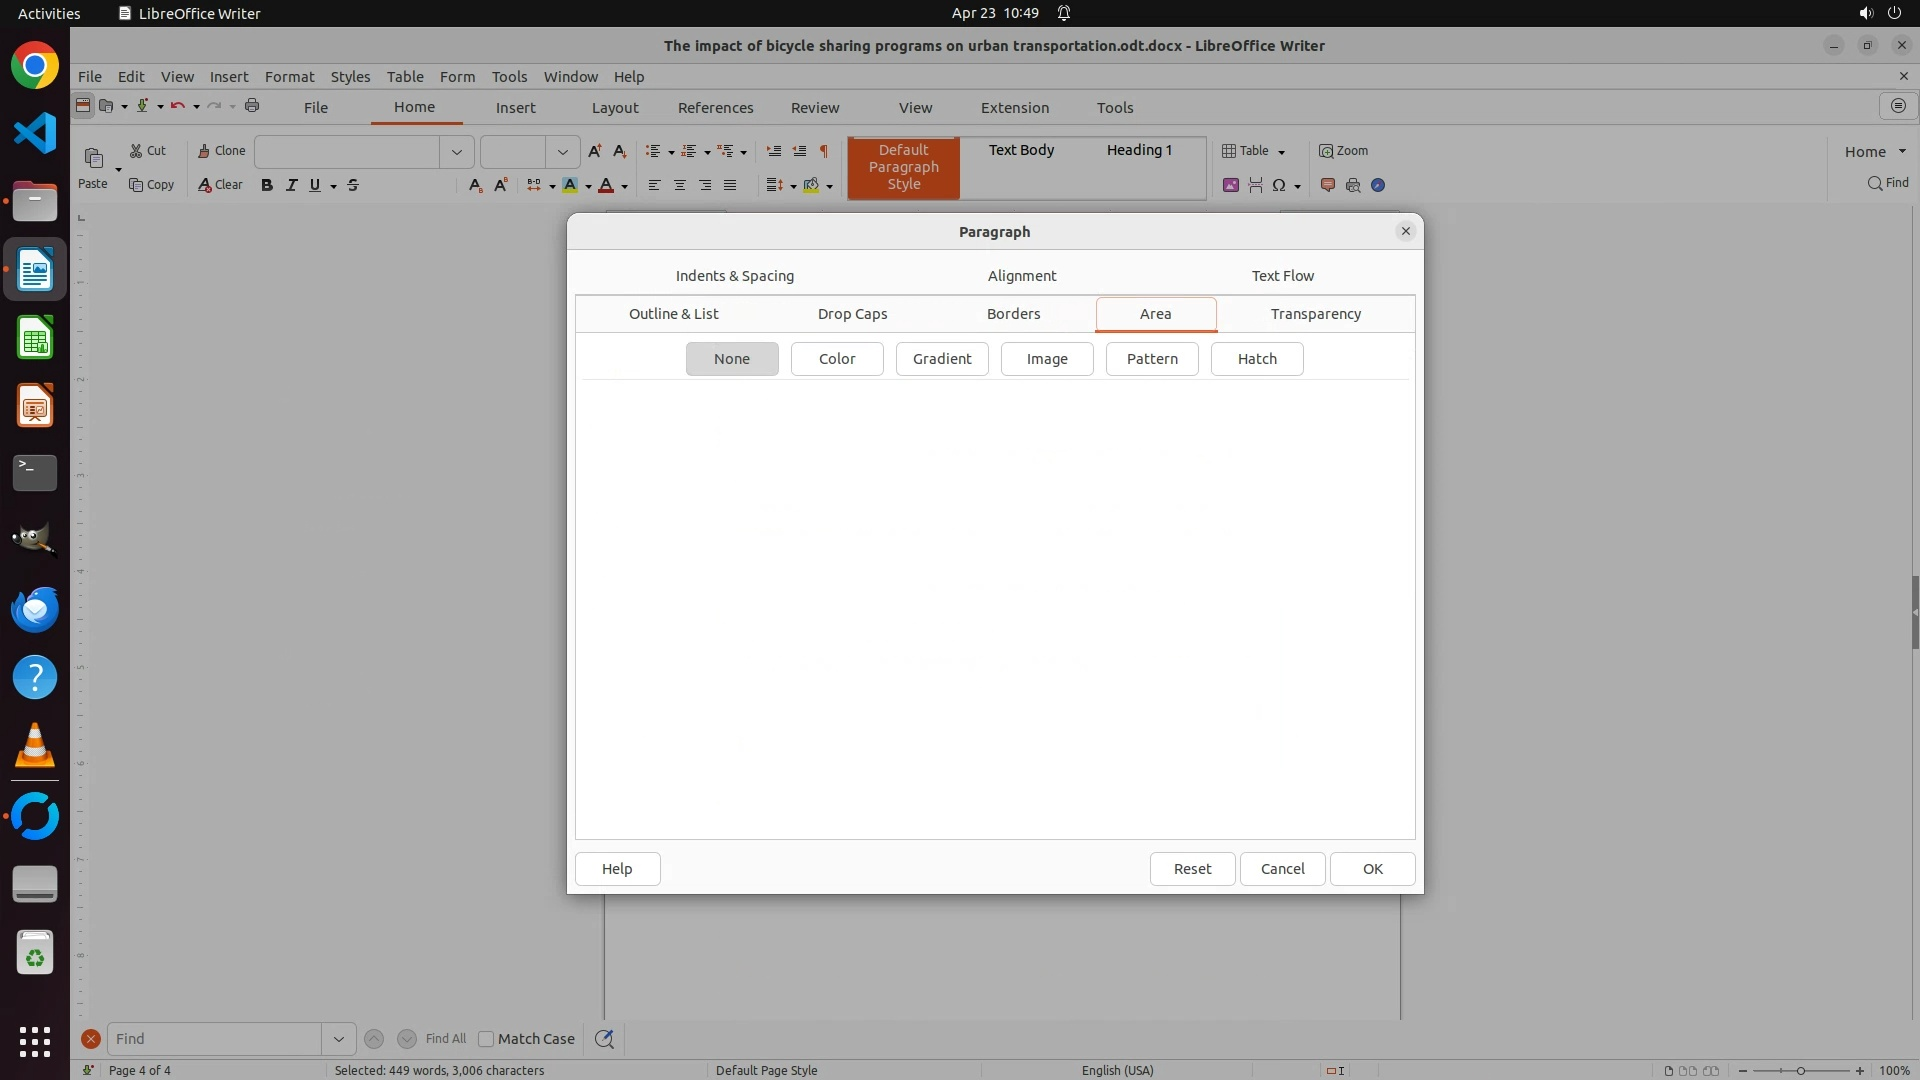 Activities
LibreOffice Writer
Apr 23 10:49
The impact of bicycle sharing programs on urban transportation.odt.docx - LibreOffice Writer
File Edit View Insert Format Styles Table Form Tools Window Help
File Home Insert Layout References Review View Extension Tools
Cut Clone Default Paragraph Style Text Body Heading 1 Table Zoom Home
Paste Copy Clear Find
Paragraph
Indents & Spacing Alignment Text Flow
Outline & List Drop Caps Borders Area Transparency
None Color Gradient Image Pattern Hatch
Help Reset Cancel OK
Find Find All Match Case
Page 4 of 4 Selected: 449 words, 3,006 characters Default Page Style English (USA) 100%